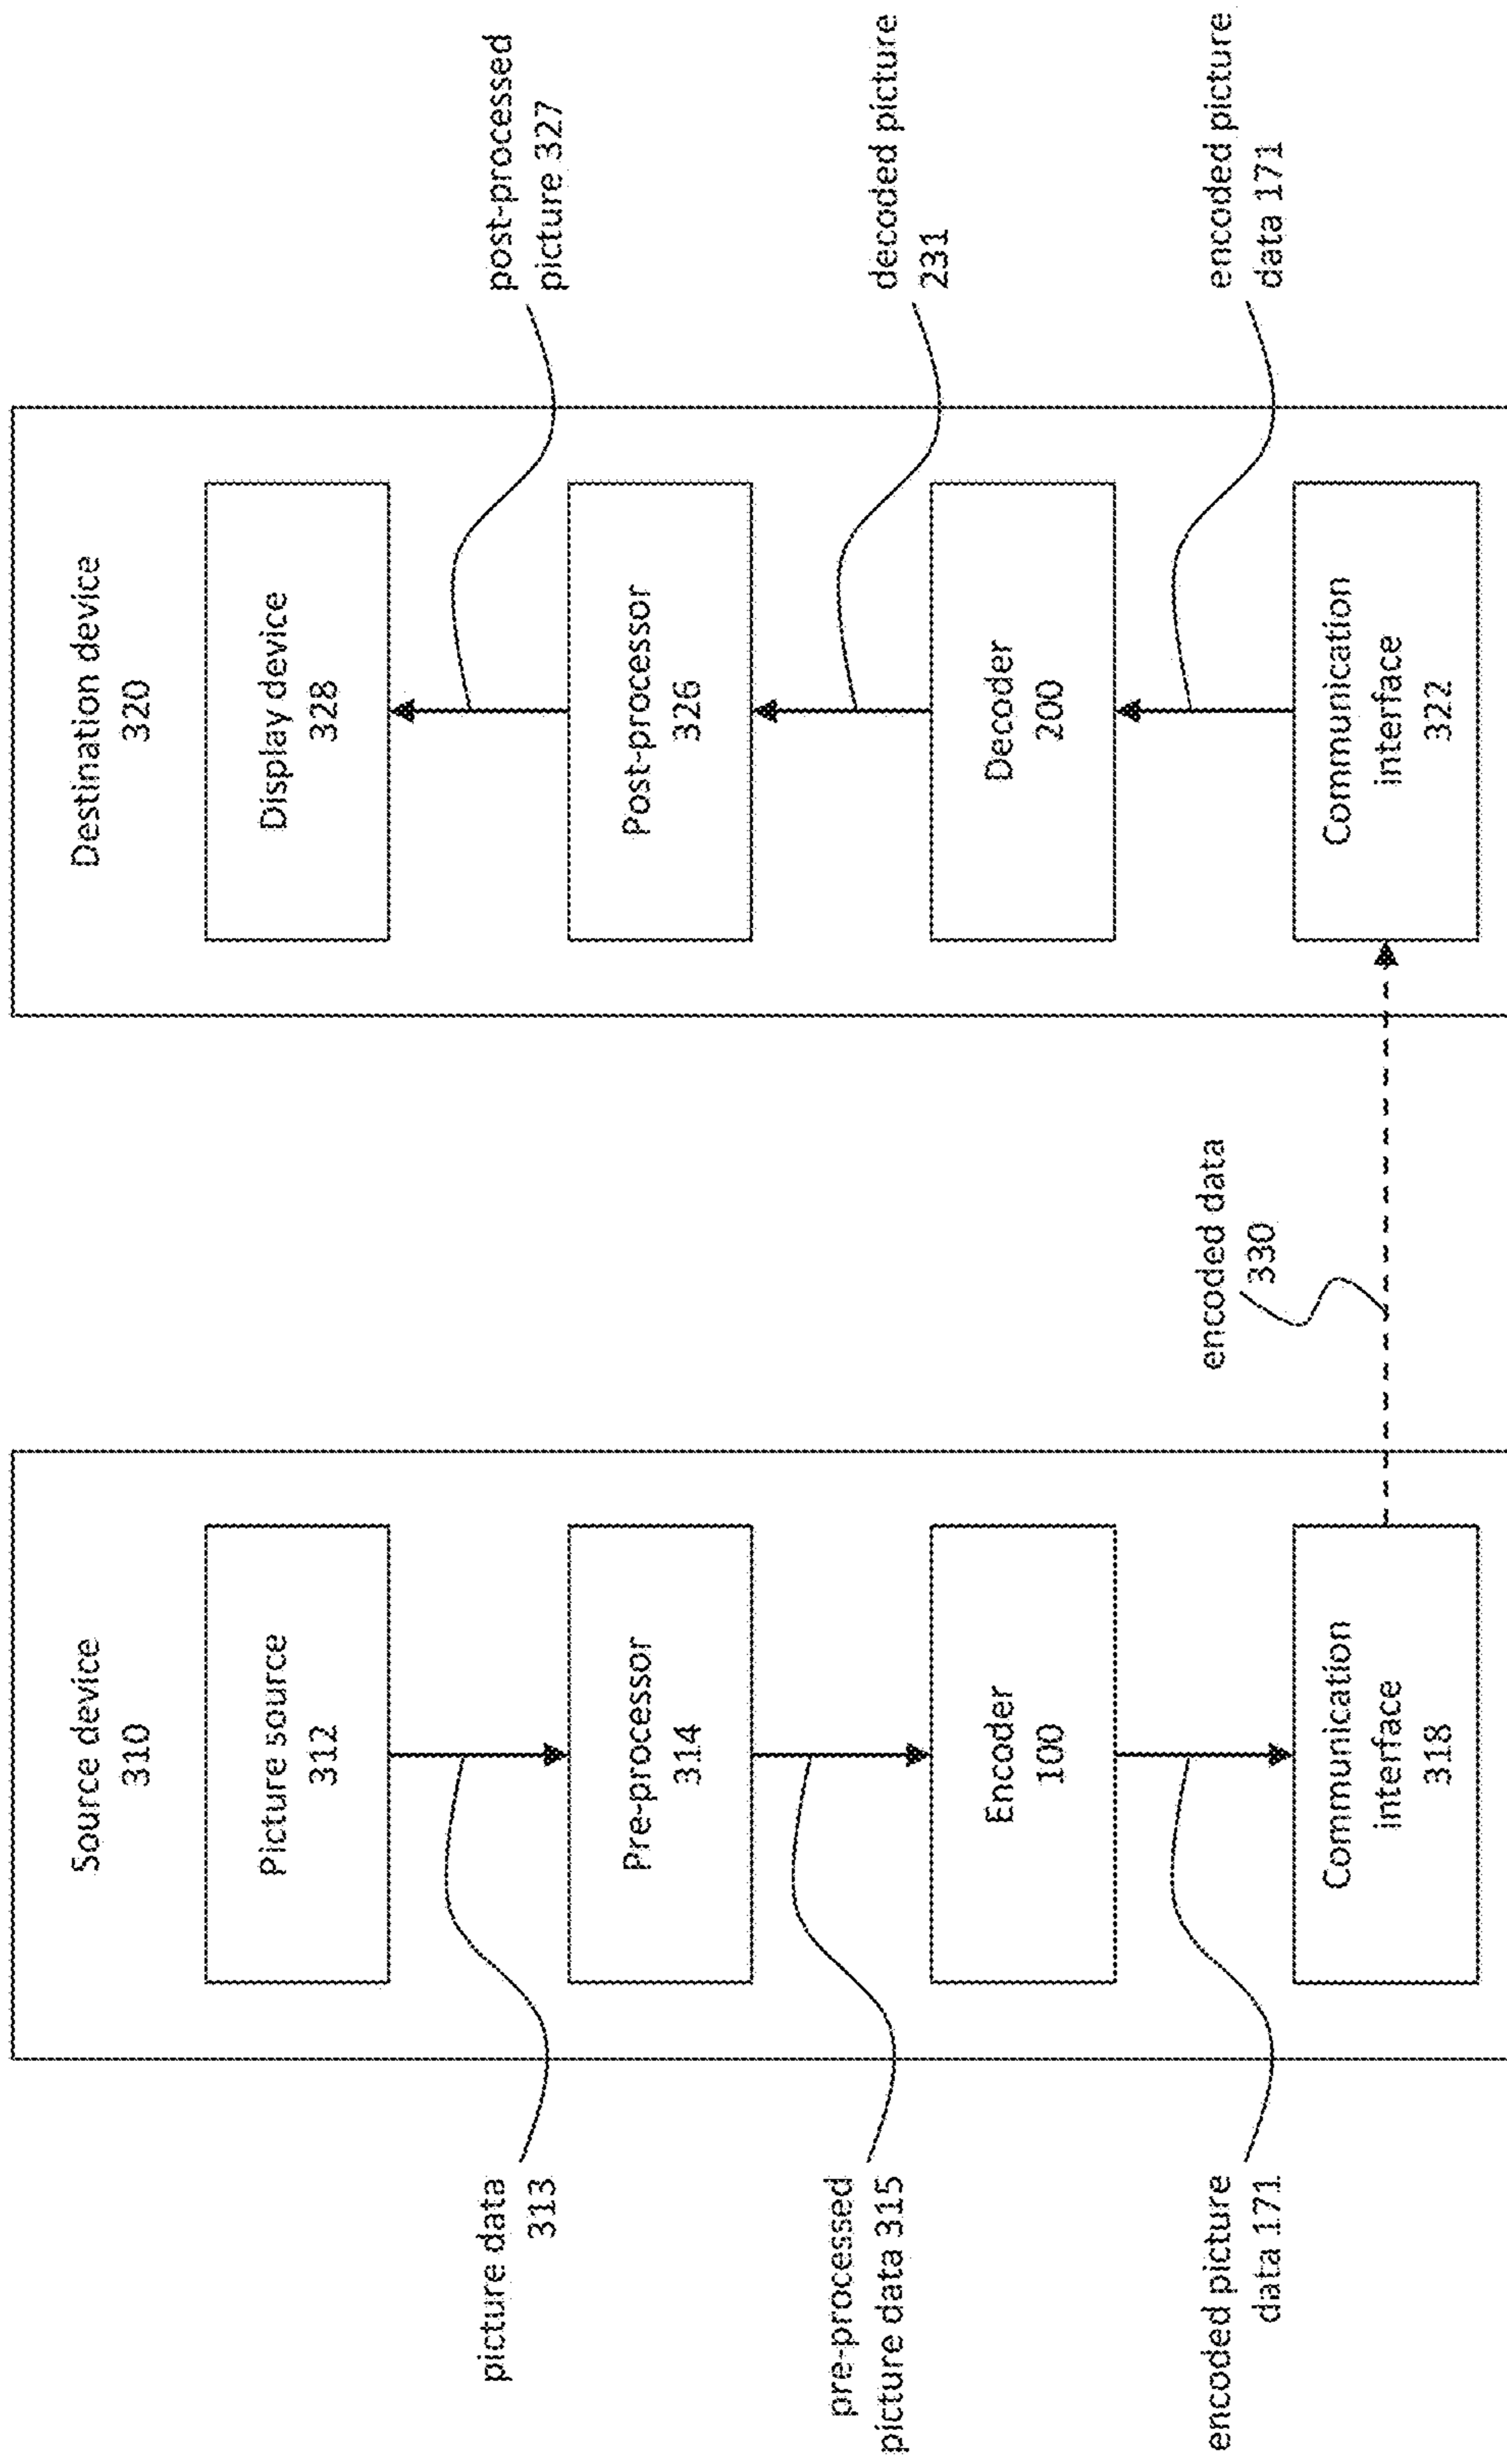 Source device
310
Picture source
312
picture data
313
Pre-processor
314
pre-processed
picture data 315
Encoder
100
encoded picture
data 171
Communication
interface
318
encoded data
330
Destination device
320
Display device
328
post-processed
picture 327
Post-processor
326
decoded picture
231
Decoder
200
encoded picture
data 171
Communication
interface
322